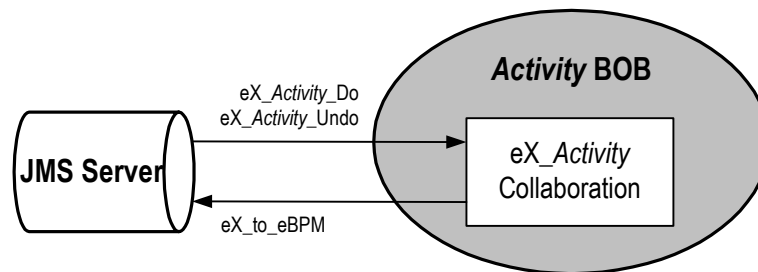 Activity BOB
eX_Activity_Do
eX_Activity_Undo
JMS Server
eX_Activity
Collaboration
eX_to_eBPM